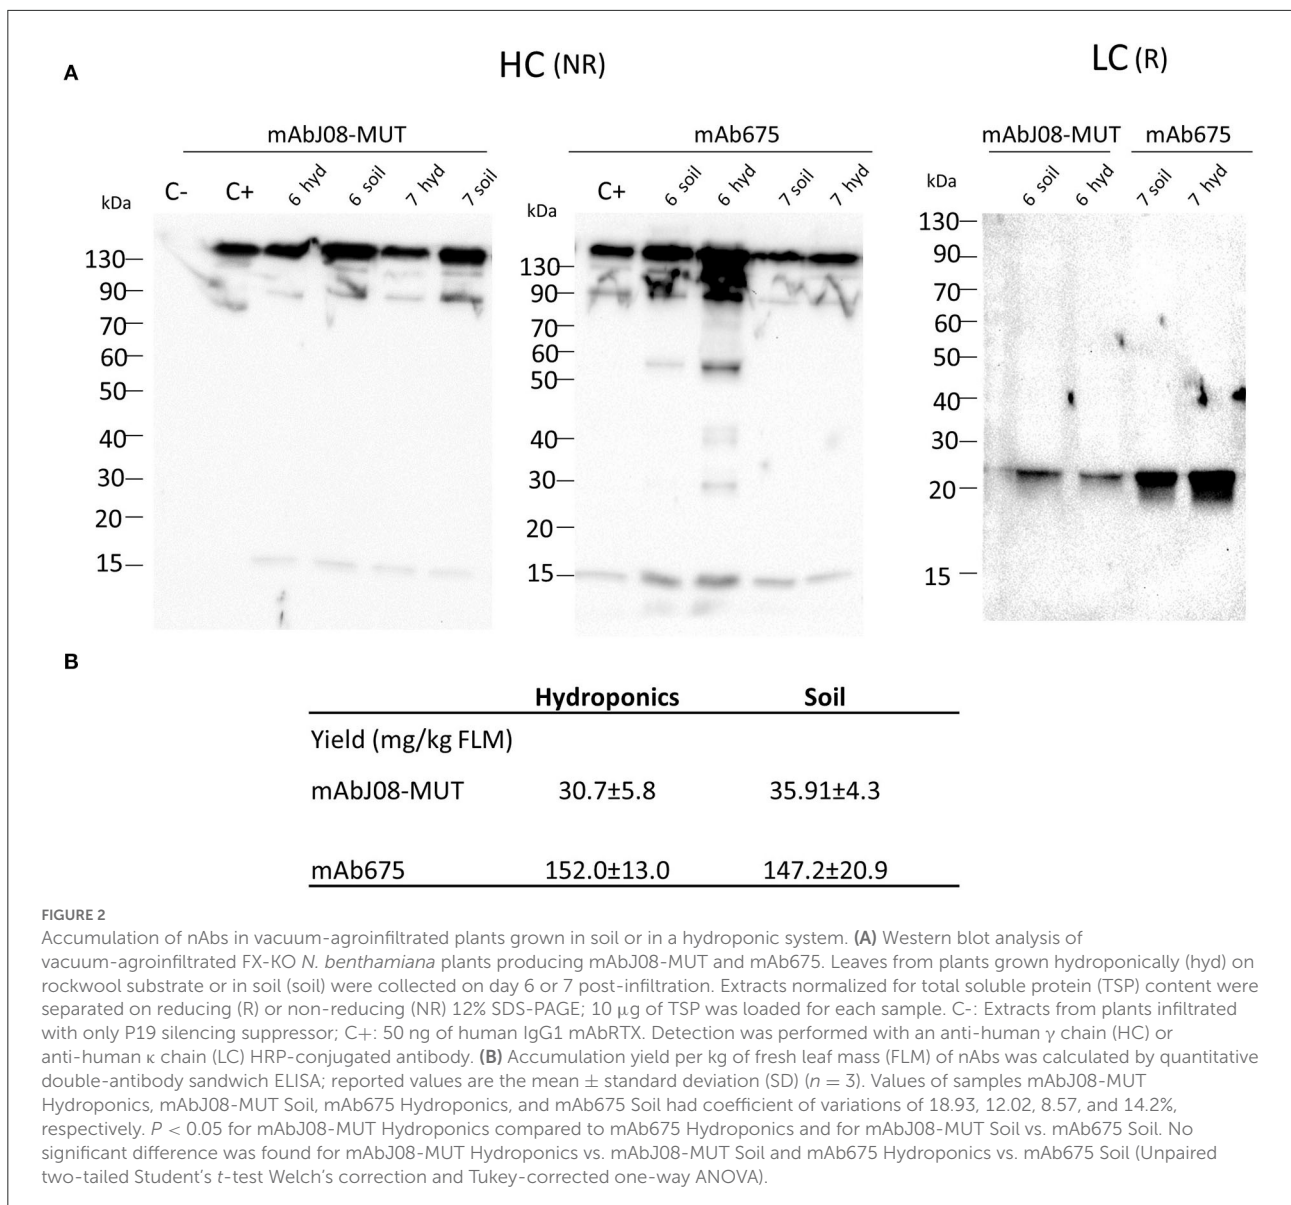 A
HC (NR)
LC (R)
mAbJ08-MUT
mAb675
mAbJ08-MUT mAb675
kDa C- C+ 6 hyd 6 soil 7 hyd 7 soil
kDa C+ 6 soil 6 hyd 7 soil 7 hyd
kDa 6 soil 6 hyd 7 soil 7 hyd
130
90
70
60
50
40
30
20
15
130
90
70
60
50
40
30
20
15
130
90
70
60
50
40
30
20
15
B
Hydroponics Soil
Yield (mg/kg FLM)
mAbJ08-MUT 30.7±5.8 35.91±4.3
mAb675 152.0±13.0 147.2±20.9
FIGURE 2
Accumulation of nAbs in vacuum-agroinfiltrated plants grown in soil or in a hydroponic system. (A) Western blot analysis of
vacuum-agroinfiltrated FX-KO N. benthamiana plants producing mAbJ08-MUT and mAb675. Leaves from plants grown hydroponically (hyd) on
rockwool substrate or in soil (soil) were collected on day 6 or 7 post-infiltration. Extracts normalized for total soluble protein (TSP) content were
separated on reducing (R) or non-reducing (NR) 12% SDS-PAGE; 10 μg of TSP was loaded for each sample. C-: Extracts from plants infiltrated
with only P19 silencing suppressor; C+: 50 ng of human IgG1 mAbRTX. Detection was performed with an anti-human γ chain (HC) or
anti-human κ chain (LC) HRP-conjugated antibody. (B) Accumulation yield per kg of fresh leaf mass (FLM) of nAbs was calculated by quantitative
double-antibody sandwich ELISA; reported values are the mean ± standard deviation (SD) (n = 3). Values of samples mAbJ08-MUT
Hydroponics, mAbJ08-MUT Soil, mAb675 Hydroponics, and mAb675 Soil had coefficient of variations of 18.93, 12.02, 8.57, and 14.2%,
respectively. P < 0.05 for mAbJ08-MUT Hydroponics compared to mAb675 Hydroponics and for mAbJ08-MUT Soil vs. mAb675 Soil. No
significant difference was found for mAbJ08-MUT Hydroponics vs. mAbJ08-MUT Soil and mAb675 Hydroponics vs. mAb675 Soil (Unpaired
two-tailed Student's t-test Welch's correction and Tukey-corrected one-way ANOVA).